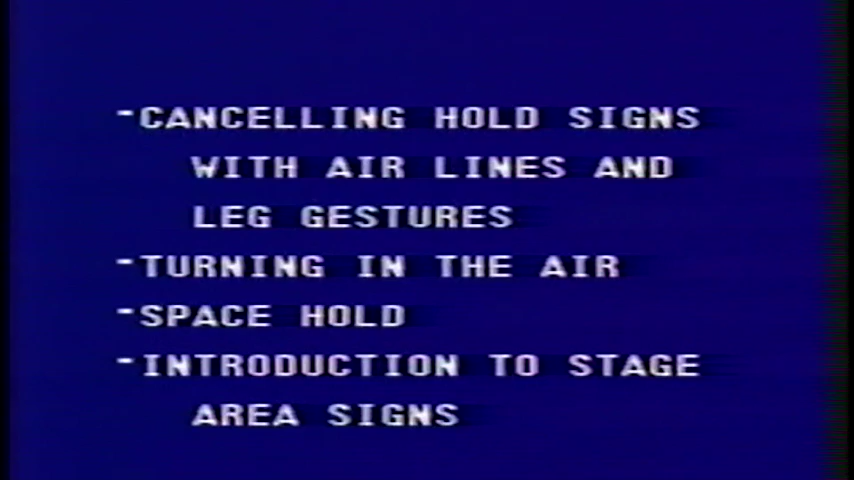 -CANCELLING HOLD SIGNS
WITH AIR LINES AND
LEG GESTURES
-TURNING IN THE AIR
-SPACE HOLD
-INTRODUCTION TO STAGE
AREA SIGNS